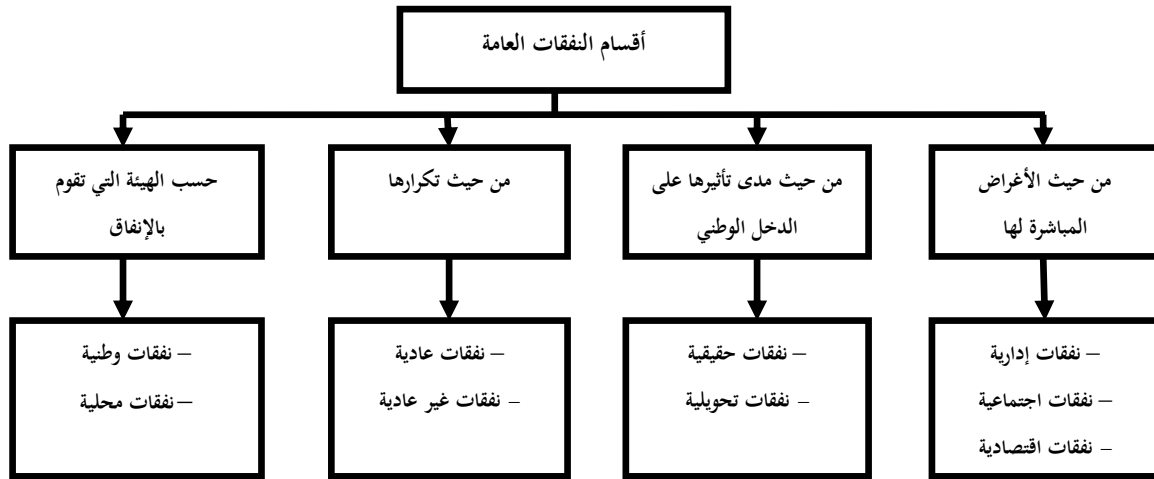 أقسام النفقات العامة
من حيث الأغراض
المباشرة لها
من حيث مدى تأثيرها على
الدخل الوطني
من حيث تكرارها
حسب الهيئة التي تقوم
بالإنفاق
– نفقات إدارية
– نفقات اجتماعية
– نفقات اقتصادية
– نفقات حقيقية
– نفقات تحويلية
– نفقات عادية
– نفقات غير عادية
– نفقات وطنية
– نفقات محلية